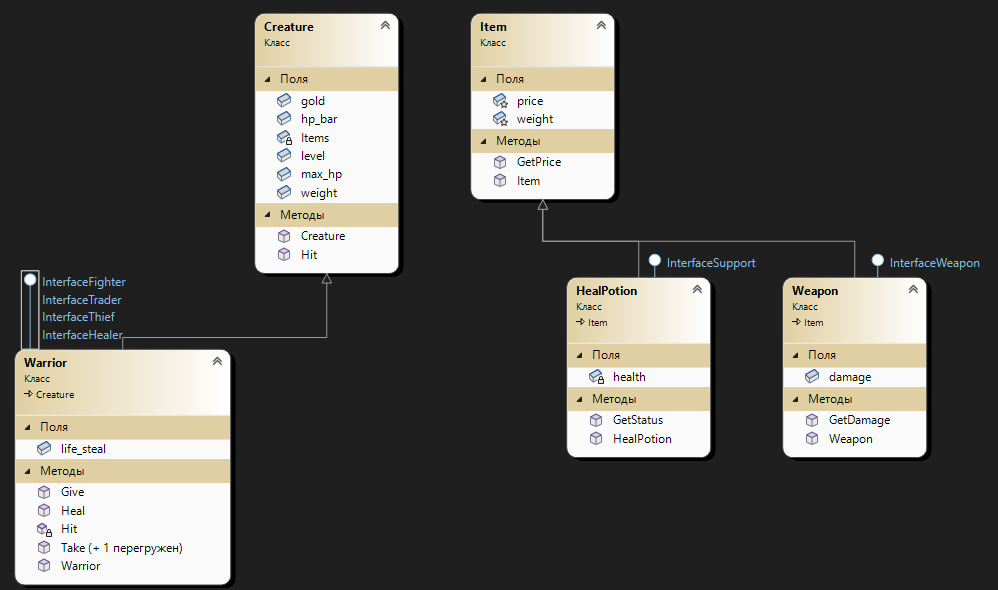 Creature
Класс
Поля
gold
hp_bar
Items
level
max_hp
weight
Методы
Creature
Hit
Item
Класс
Поля
price
weight
Методы
GetPrice
Item
InterfaceFighter
InterfaceTrader
InterfaceThief
InterfaceHealer
Warrior
Класс
Creature
Поля
life_steal
Методы
Give
Heal
Hit
Take (+ 1 перегружен)
Warrior
InterfaceSupport
HealPotion
Класс
Item
Поля
health
Методы
GetStatus
HealPotion
InterfaceWeapon
Weapon
Класс
Item
Поля
damage
Методы
GetDamage
Weapon